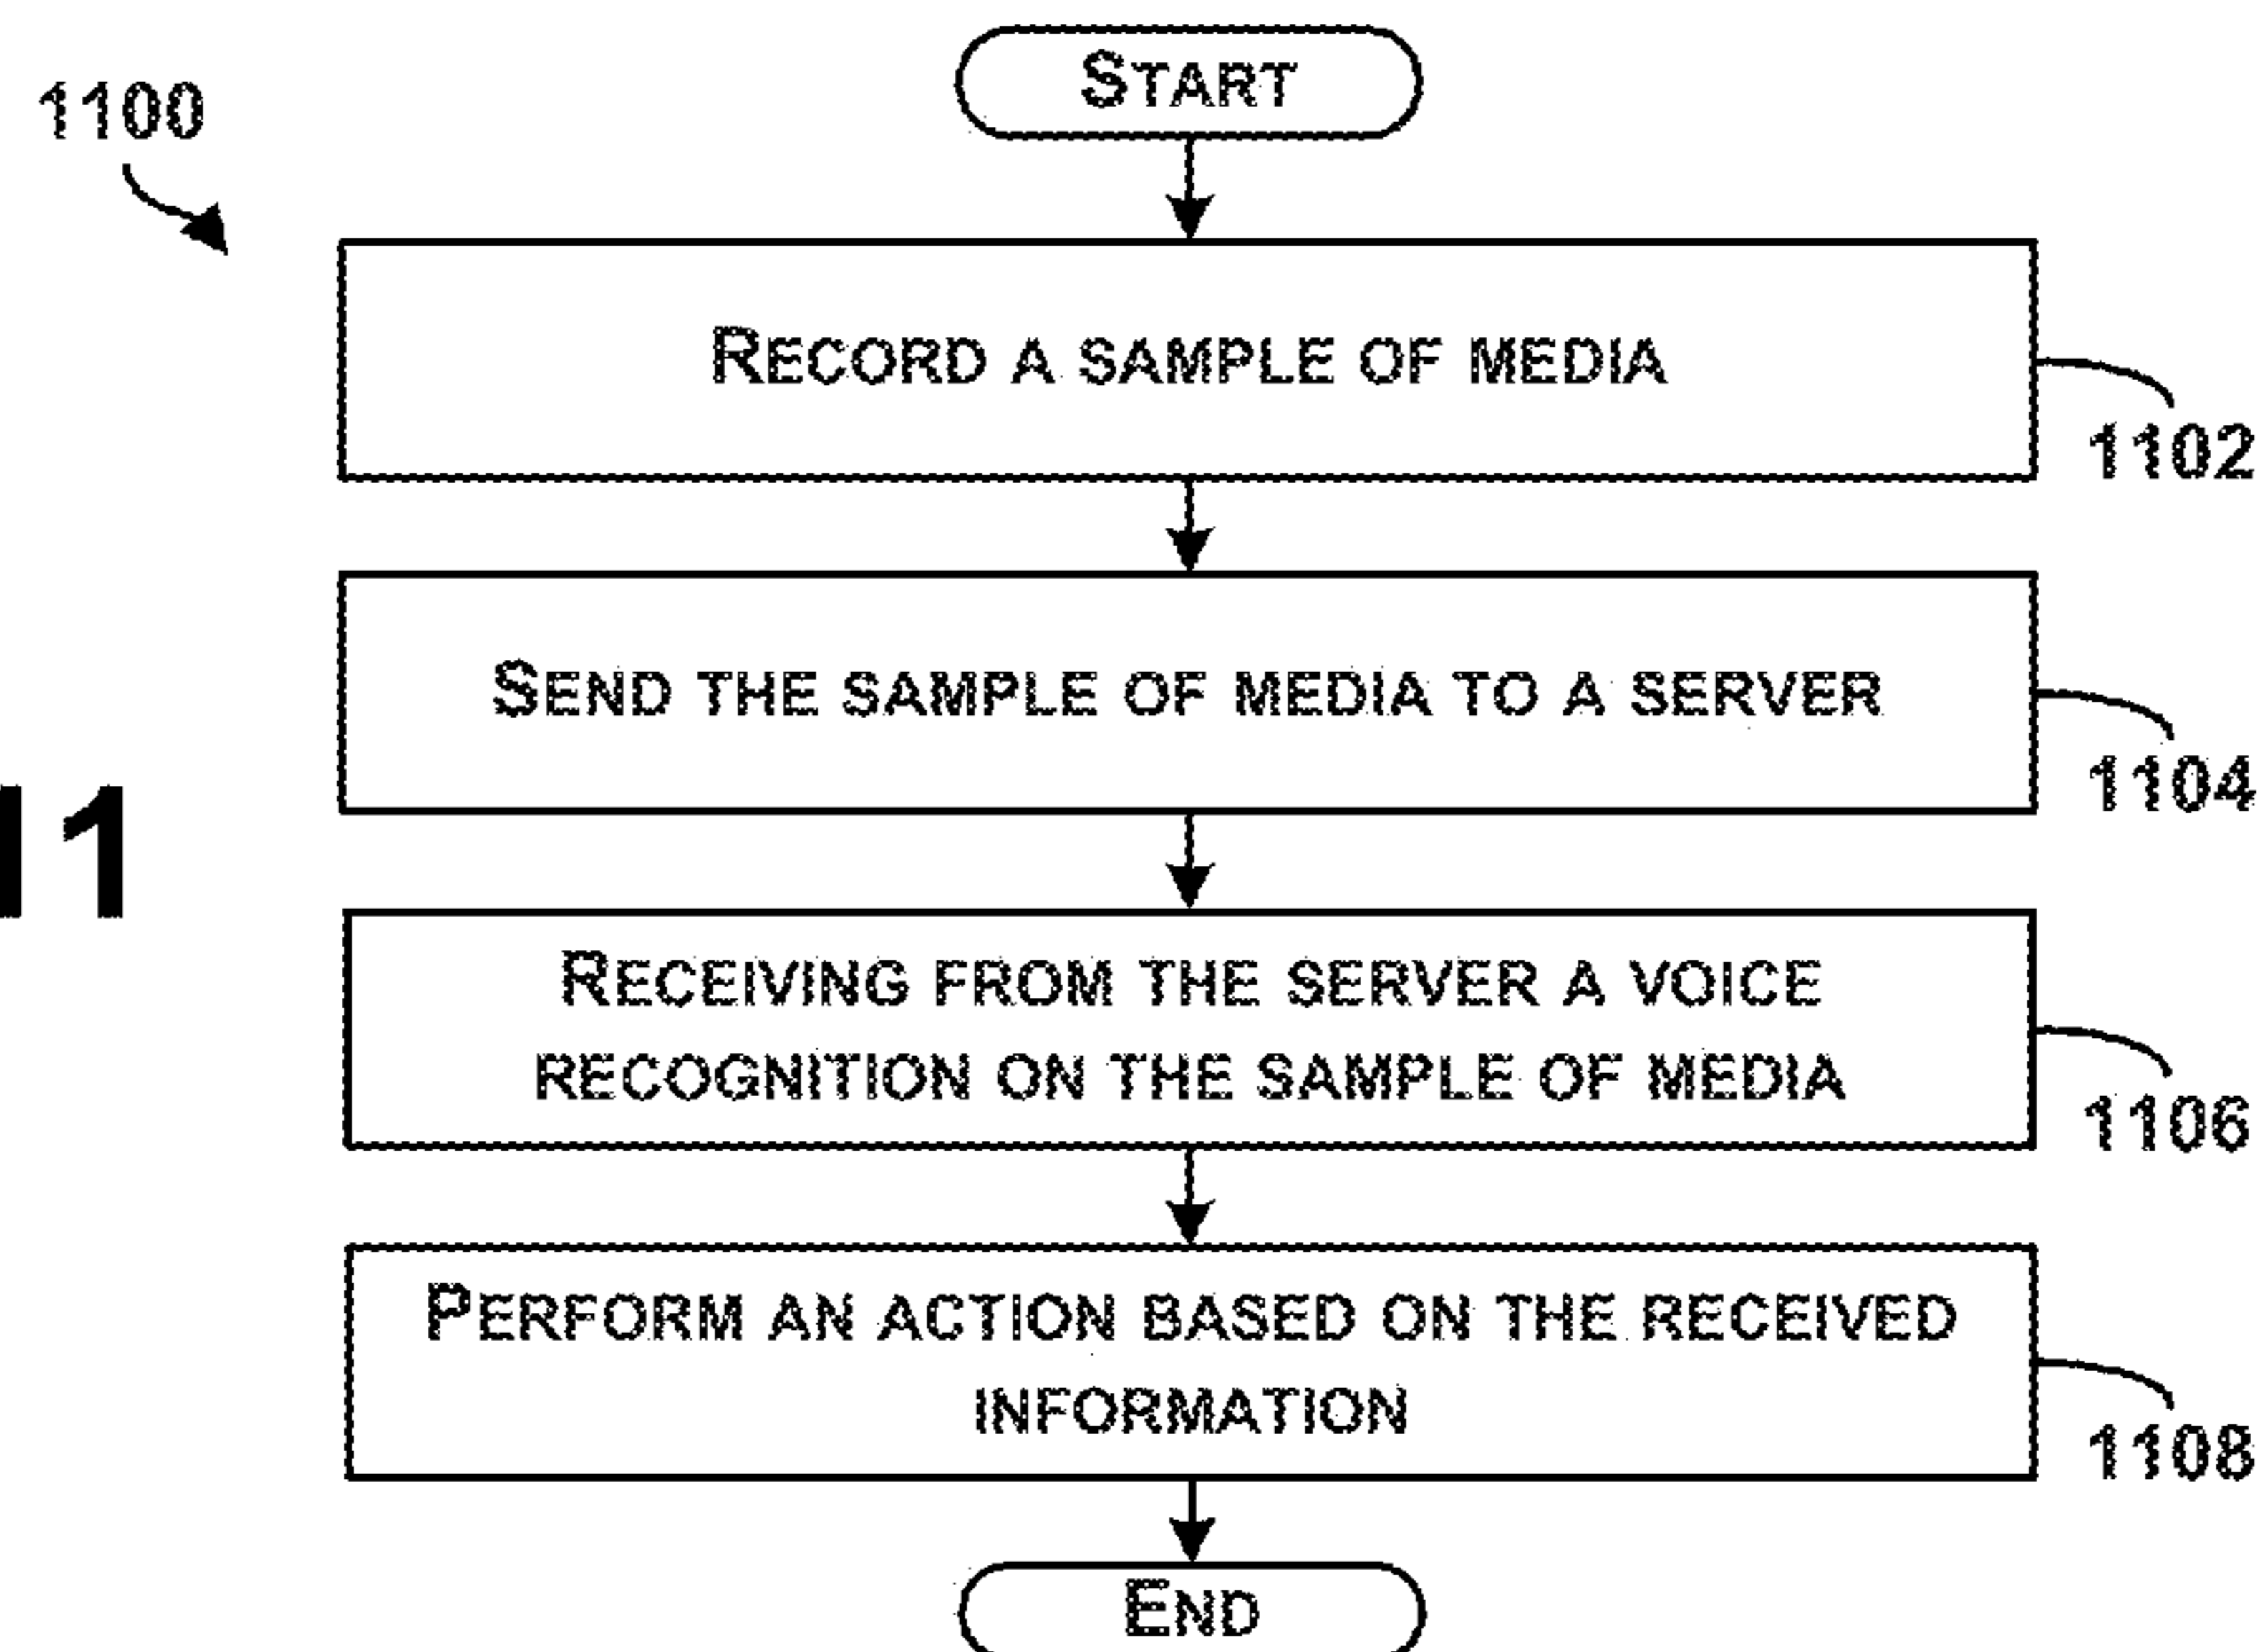 START
1100
RECORD A SAMPLE OF MEDIA
1102
SEND THE SAMPLE OF MEDIA TO A SERVER
1104
11
RECEIVING FROM THE SERVER A VOICE
RECOGNITION ON THE SAMPLE OF MEDIA
1106
PERFORM AN ACTION BASED ON THE RECEIVED
INFORMATION
1108
END